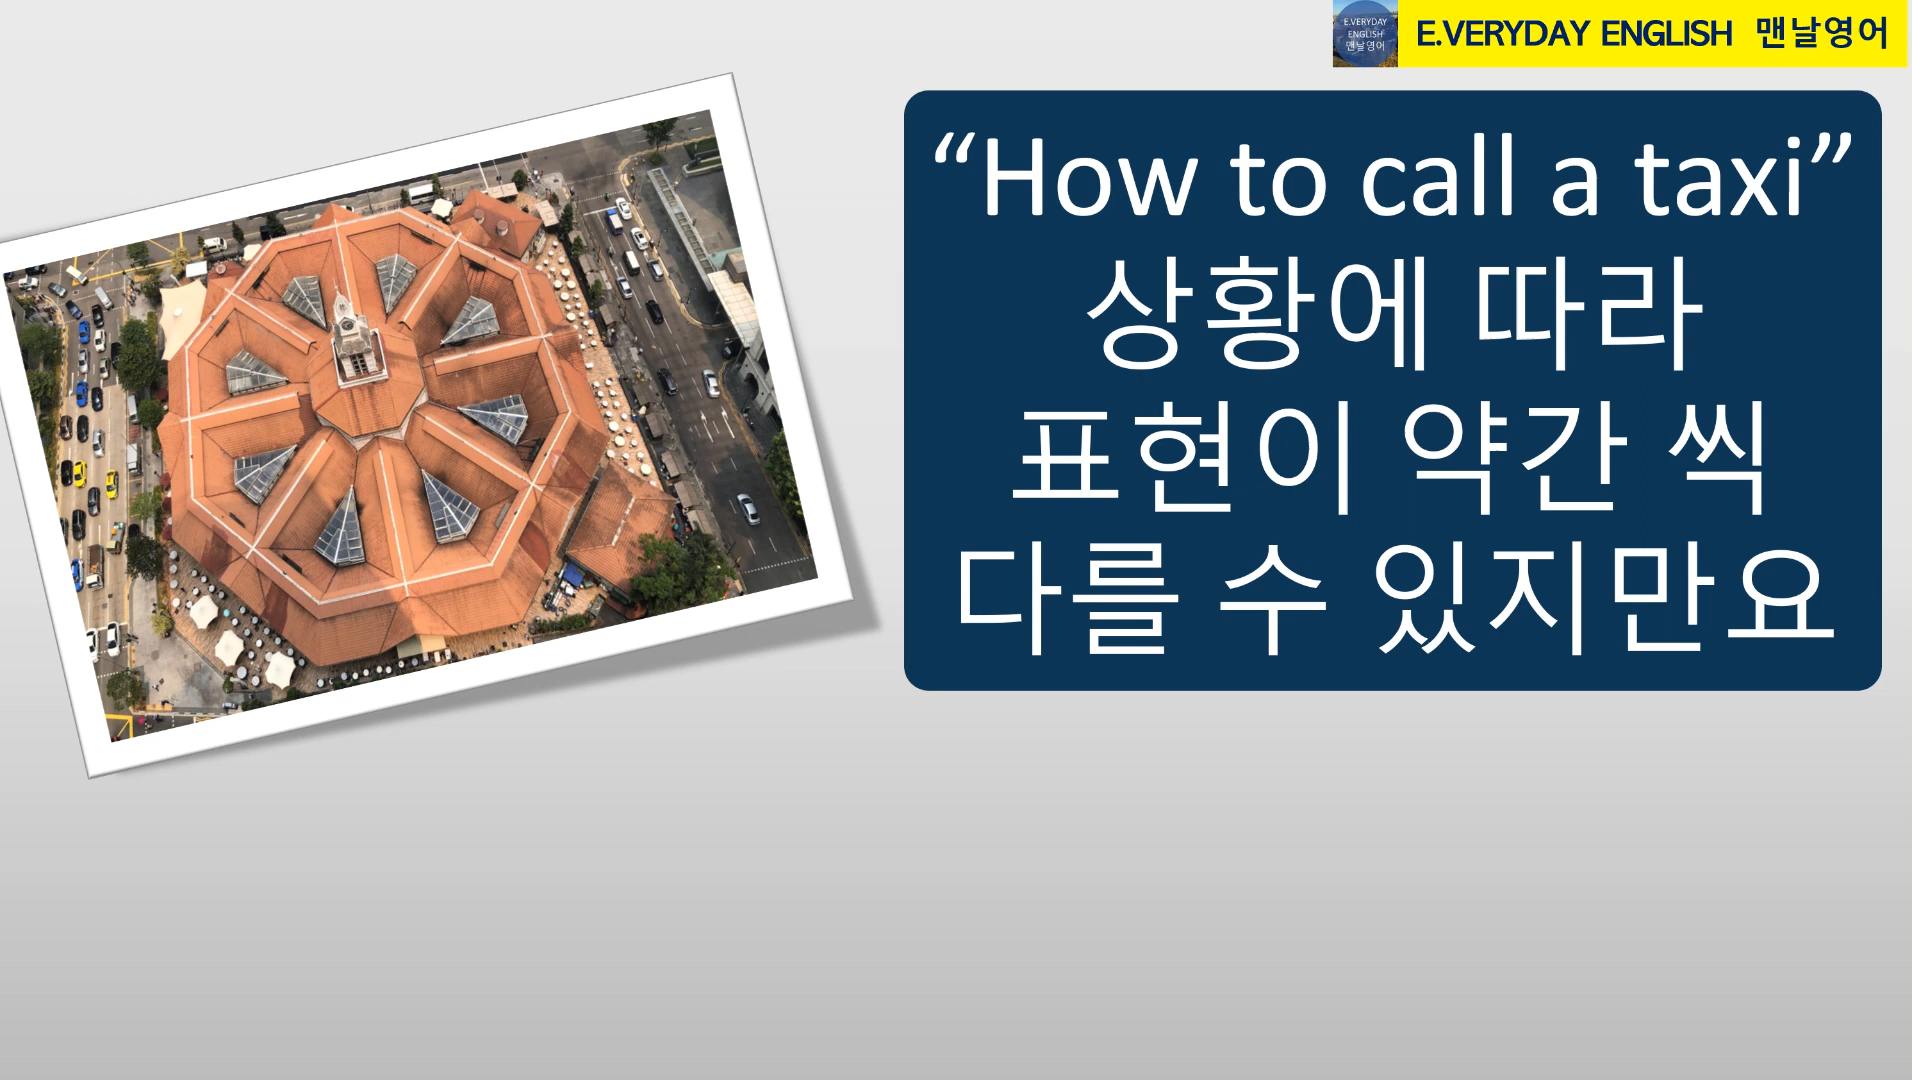 E.VERYDAY
ENGLISH
맨날영어
E.VERYDAY ENGLISH 맨날영어
“How to call a taxi”
상황에 따라
표현이 약간 씩
다를 수 있지만요